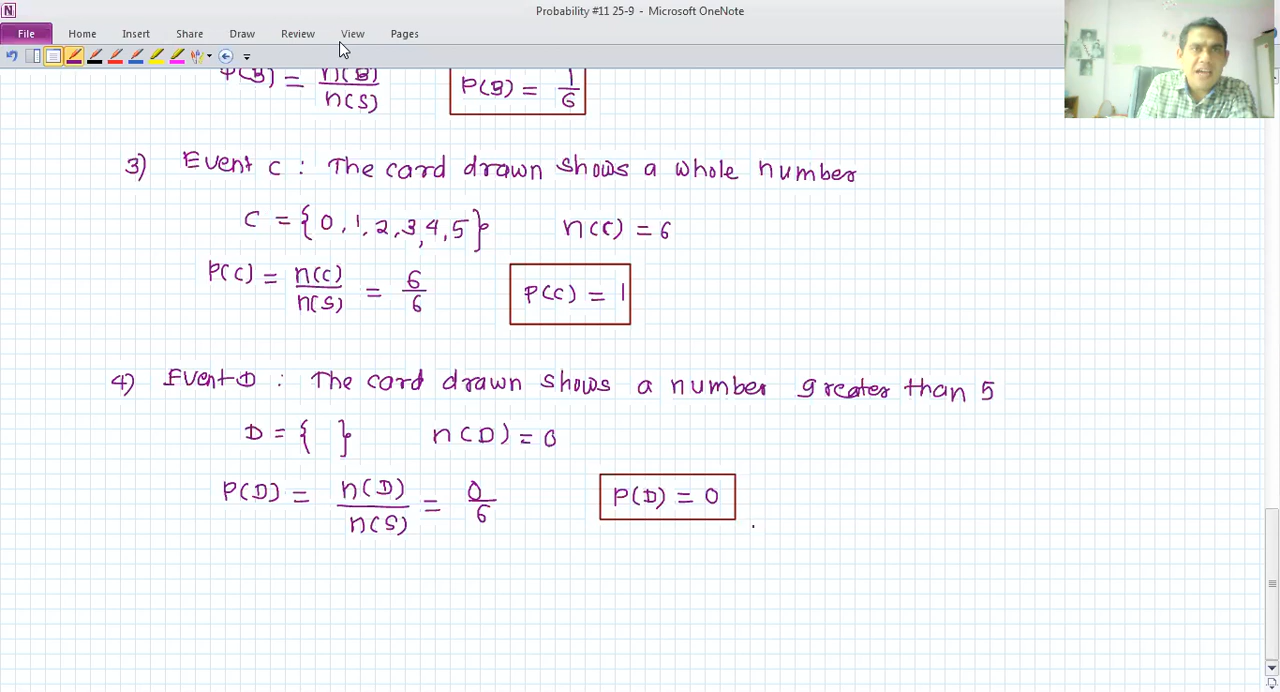 Probability #11 25-9 - Microsoft OneNote
File Home Insert Share Draw Review View Pages
P(B) = n(B) / n(S) P(B) = 1/6
3) Event C : The card drawn shows a whole number
C = { 0, 1, 2, 3, 4, 5 } n(C) = 6
P(C) = n(C) / n(S) = 6/6 P(C) = 1
4) Event D : The card drawn shows a number greater than 5
D = { } n(D) = 0
P(D) = n(D) / n(S) = 0/6 P(D) = 0